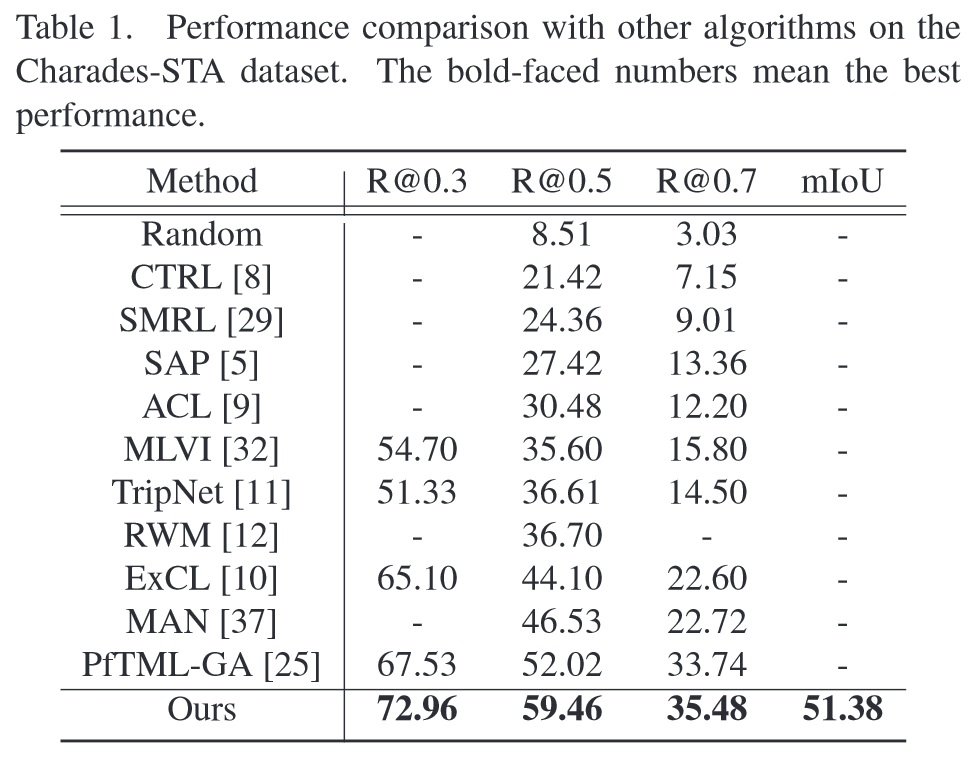 Table 1. Performance comparison with other algorithms on the
Charades-STA dataset. The bold-faced numbers mean the best
performance.
Method R@0.3 R@0.5 R@0.7 mIoU
Random - 8.51 3.03 -
CTRL [8] - 21.42 7.15 -
SMRL [29] - 24.36 9.01 -
SAP [5] - 27.42 13.36 -
ACL [9] - 30.48 12.20 -
MLVI [32] 54.70 35.60 15.80 -
TripNet [11] 51.33 36.61 14.50 -
RWM [12] - 36.70 - -
ExCL [10] 65.10 44.10 22.60 -
MAN [37] - 46.53 22.72 -
PfTML-GA [25] 67.53 52.02 33.74 -
Ours 72.96 59.46 35.48 51.38